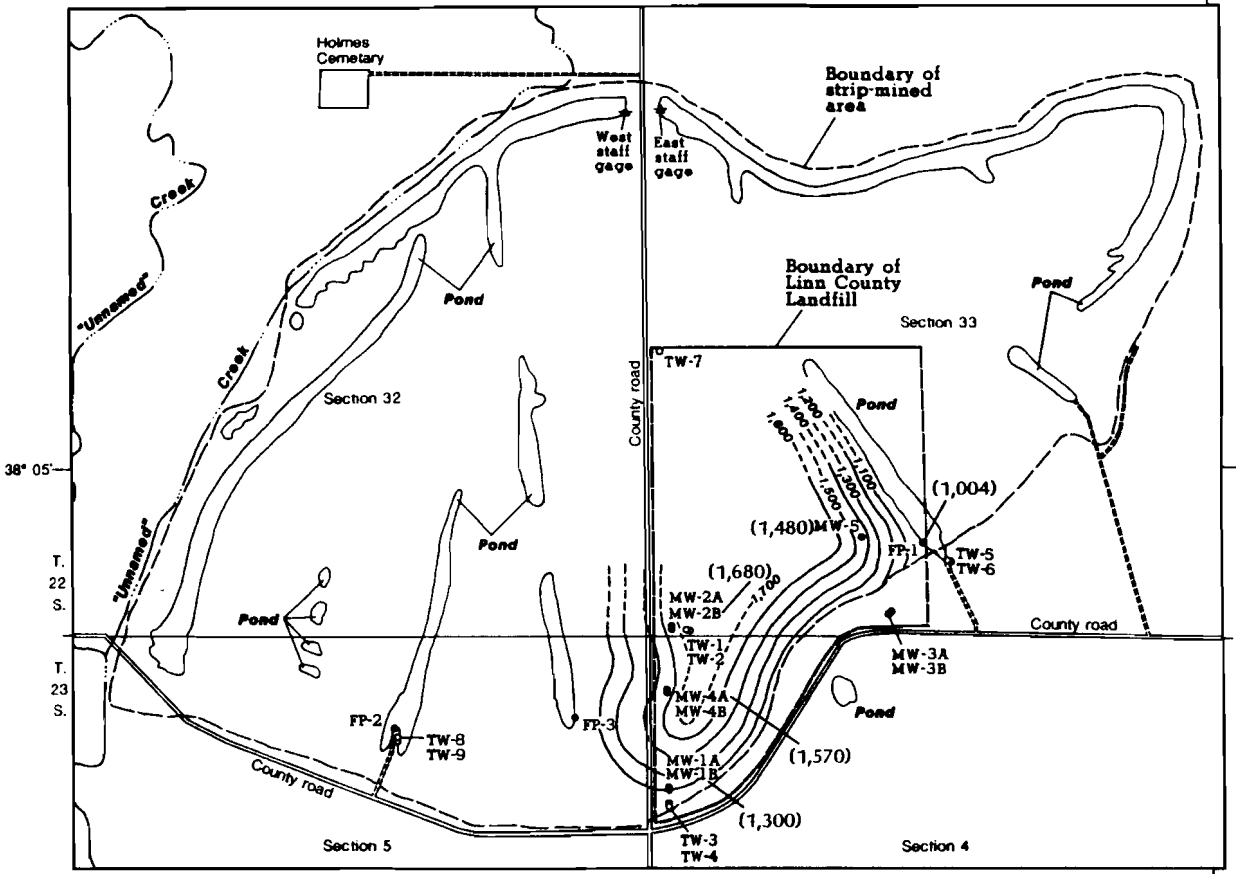 Holmes
Cemetary
Boundary of
strip-mined
area
West
staff
gage
East
staff
gage
Creek
"Unnamed"
Pond
Boundary of
Linn County
Landfill
Pond
Section 33
TW-7
County road
Creek
Section 32
Pond
1,200
1,400
1,600
1,100
1,300
1,500
38° 05'
(1,004)
(1,480)
MW-5
FP-1
TW-5
TW-6
Pond
"Unnamed"
T.
22
S.
(1,680)
1,700
MW-2A
MW-2B
TW-1
TW-2
Pond
County road
MW-3A
MW-3B
T.
23
S.
MW-4A
MW-4B
Pond
FP-2
FP-3
TW-8
TW-9
(1,570)
MW-1A
MW-1B
County road
(1,300)
TW-3
TW-4
Section 5
Section 4